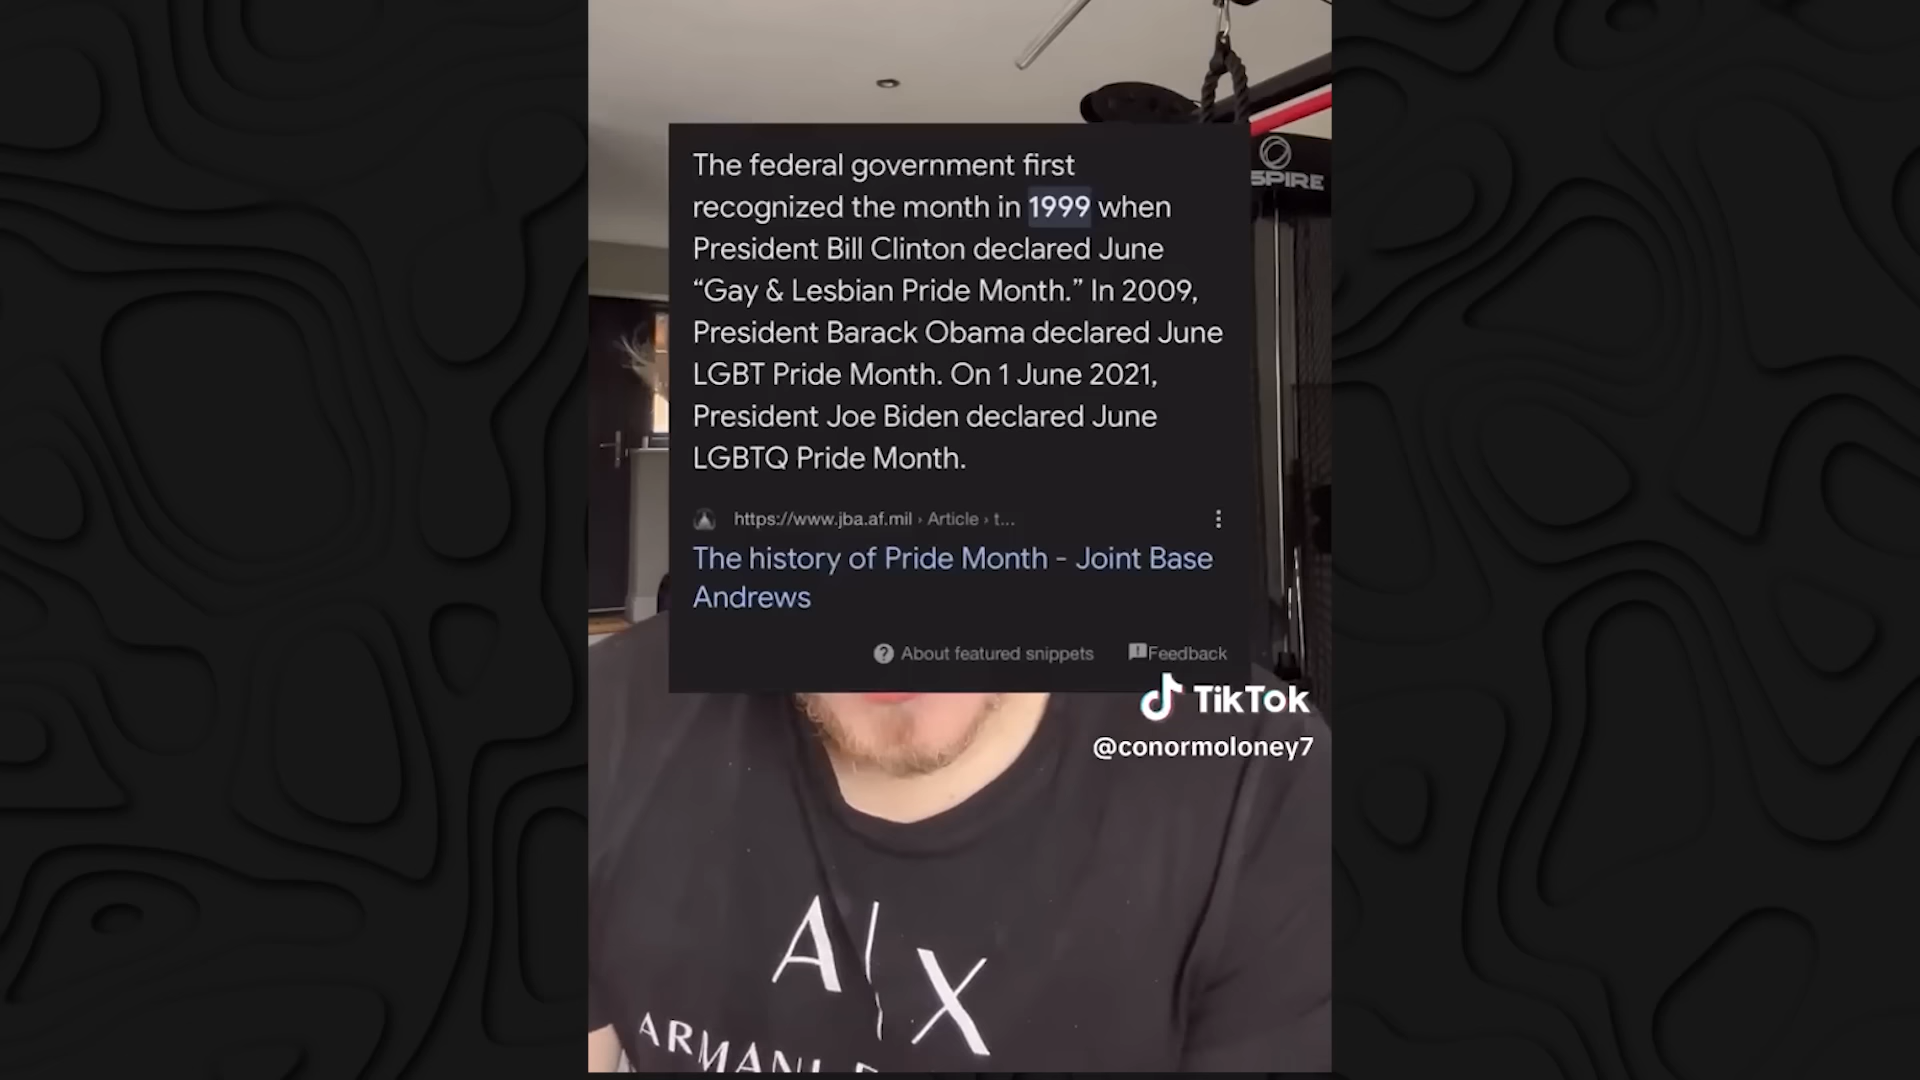 The federal government first
recognized the month in 1999 when
President Bill Clinton declared June
“Gay & Lesbian Pride Month.” In 2009,
President Barack Obama declared June
LGBT Pride Month. On 1 June 2021,
President Joe Biden declared June
LGBTQ Pride Month.
https://www.jba.af.mil › Article › t...
The history of Pride Month - Joint Base
Andrews
About featured snippets
Feedback
TikTok
@conormoloney7
SPIRE
A|X